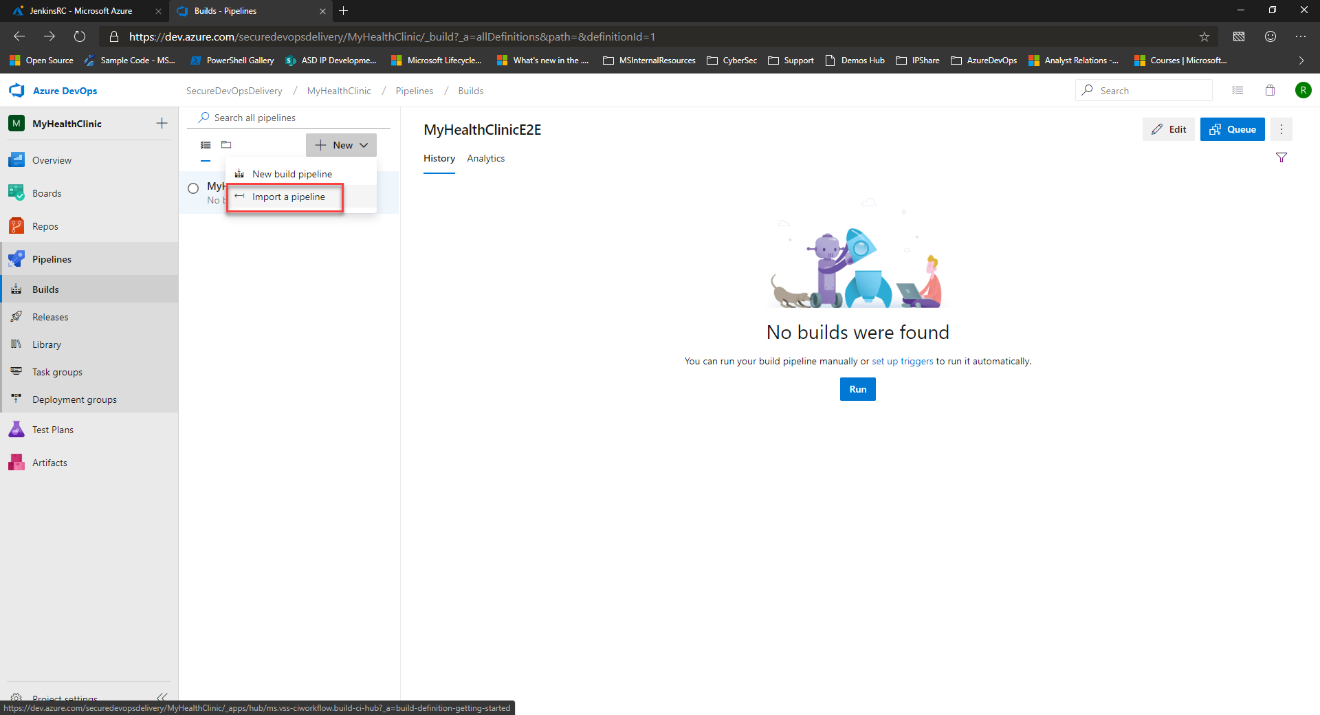 JenkinsRC - Microsoft Azure
Builds - Pipelines
https://dev.azure.com/securedevopsdelivery/MyHealthClinic/_build?_a=allDefinitions&path=&definitionId=1
Open Source
Sample Code - MS...
PowerShell Gallery
ASD IP Developme...
Microsoft Lifecycle...
What's new in the ....
MSInternalResources
CyberSec
Support
Demos Hub
IPShare
AzureDevOps
Analyst Relations -...
Courses | Microsoft...
Azure DevOps
SecureDevOpsDelivery / MyHealthClinic / Pipelines / Builds
Search
R
M MyHealthClinic
Overview
Boards
Repos
Pipelines
Builds
Releases
Library
Task groups
Deployment groups
Test Plans
Artifacts
Project settings
Search all pipelines
New
New build pipeline
Import a pipeline
MyH
No b
MyHealthClinicE2E
Edit
Queue
History
Analytics
No builds were found
You can run your build pipeline manually or set up triggers to run it automatically.
Run
https://dev.azure.com/securedevopsdelivery/MyHealthClinic/_apps/hub/ms.vss-ciworkflow.build-ci-hub?_a=build-definition-getting-started